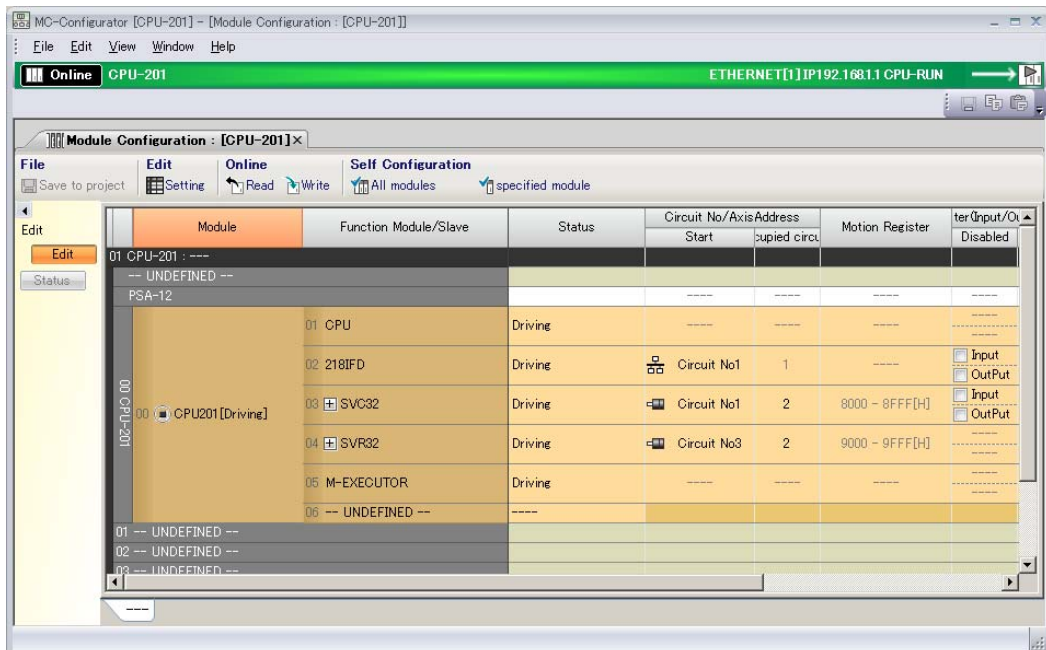 MC-Configurator [CPU-201] - [Module Configuration : [CPU-201]]
File Edit View Window Help
Online CPU-201 ETHERNET[1] IP192.168.1.1 CPU-RUN
Module Configuration : [CPU-201]×
File Edit Online Self Configuration
Save to project Setting Read Write All modules specified module
Edit
Edit
Status
Module Function Module/Slave Status Circuit No/AxisAddress Motion Register ter(Input/Ou
Start cupied circu Disabled
01 CPU-201 : ---
-- UNDEFINED --
PSA-12 ---- ---- ---- ----
00 CPU-201
00 CPU201[Driving]
01 CPU Driving ---- ---- ---- ----
----
02 218IFD Driving Circuit No1 1 ---- Input
OutPut
03 SVC32 Driving Circuit No1 2 8000 - 8FFF[H] Input
OutPut
04 SVR32 Driving Circuit No3 2 9000 - 9FFF[H] ----
----
05 M-EXECUTOR Driving ---- ---- ---- ----
----
06 -- UNDEFINED -- ----
01 -- UNDEFINED --
02 -- UNDEFINED --
03 -- UNDEFINED --
---